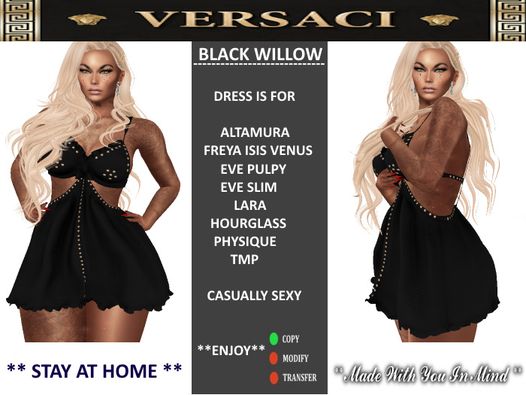 VERSACI
BLACK WILLOW
DRESS IS FOR
ALTAMURA
FREYA ISIS VENUS
EVE PULPY
EVE SLIM
LARA
HOURGLASS
PHYSIQUE
TMP
CASUALLY SEXY
**ENJOY**
COPY
MODIFY
TRANSFER
** STAY AT HOME **
"Made With You In Mind"